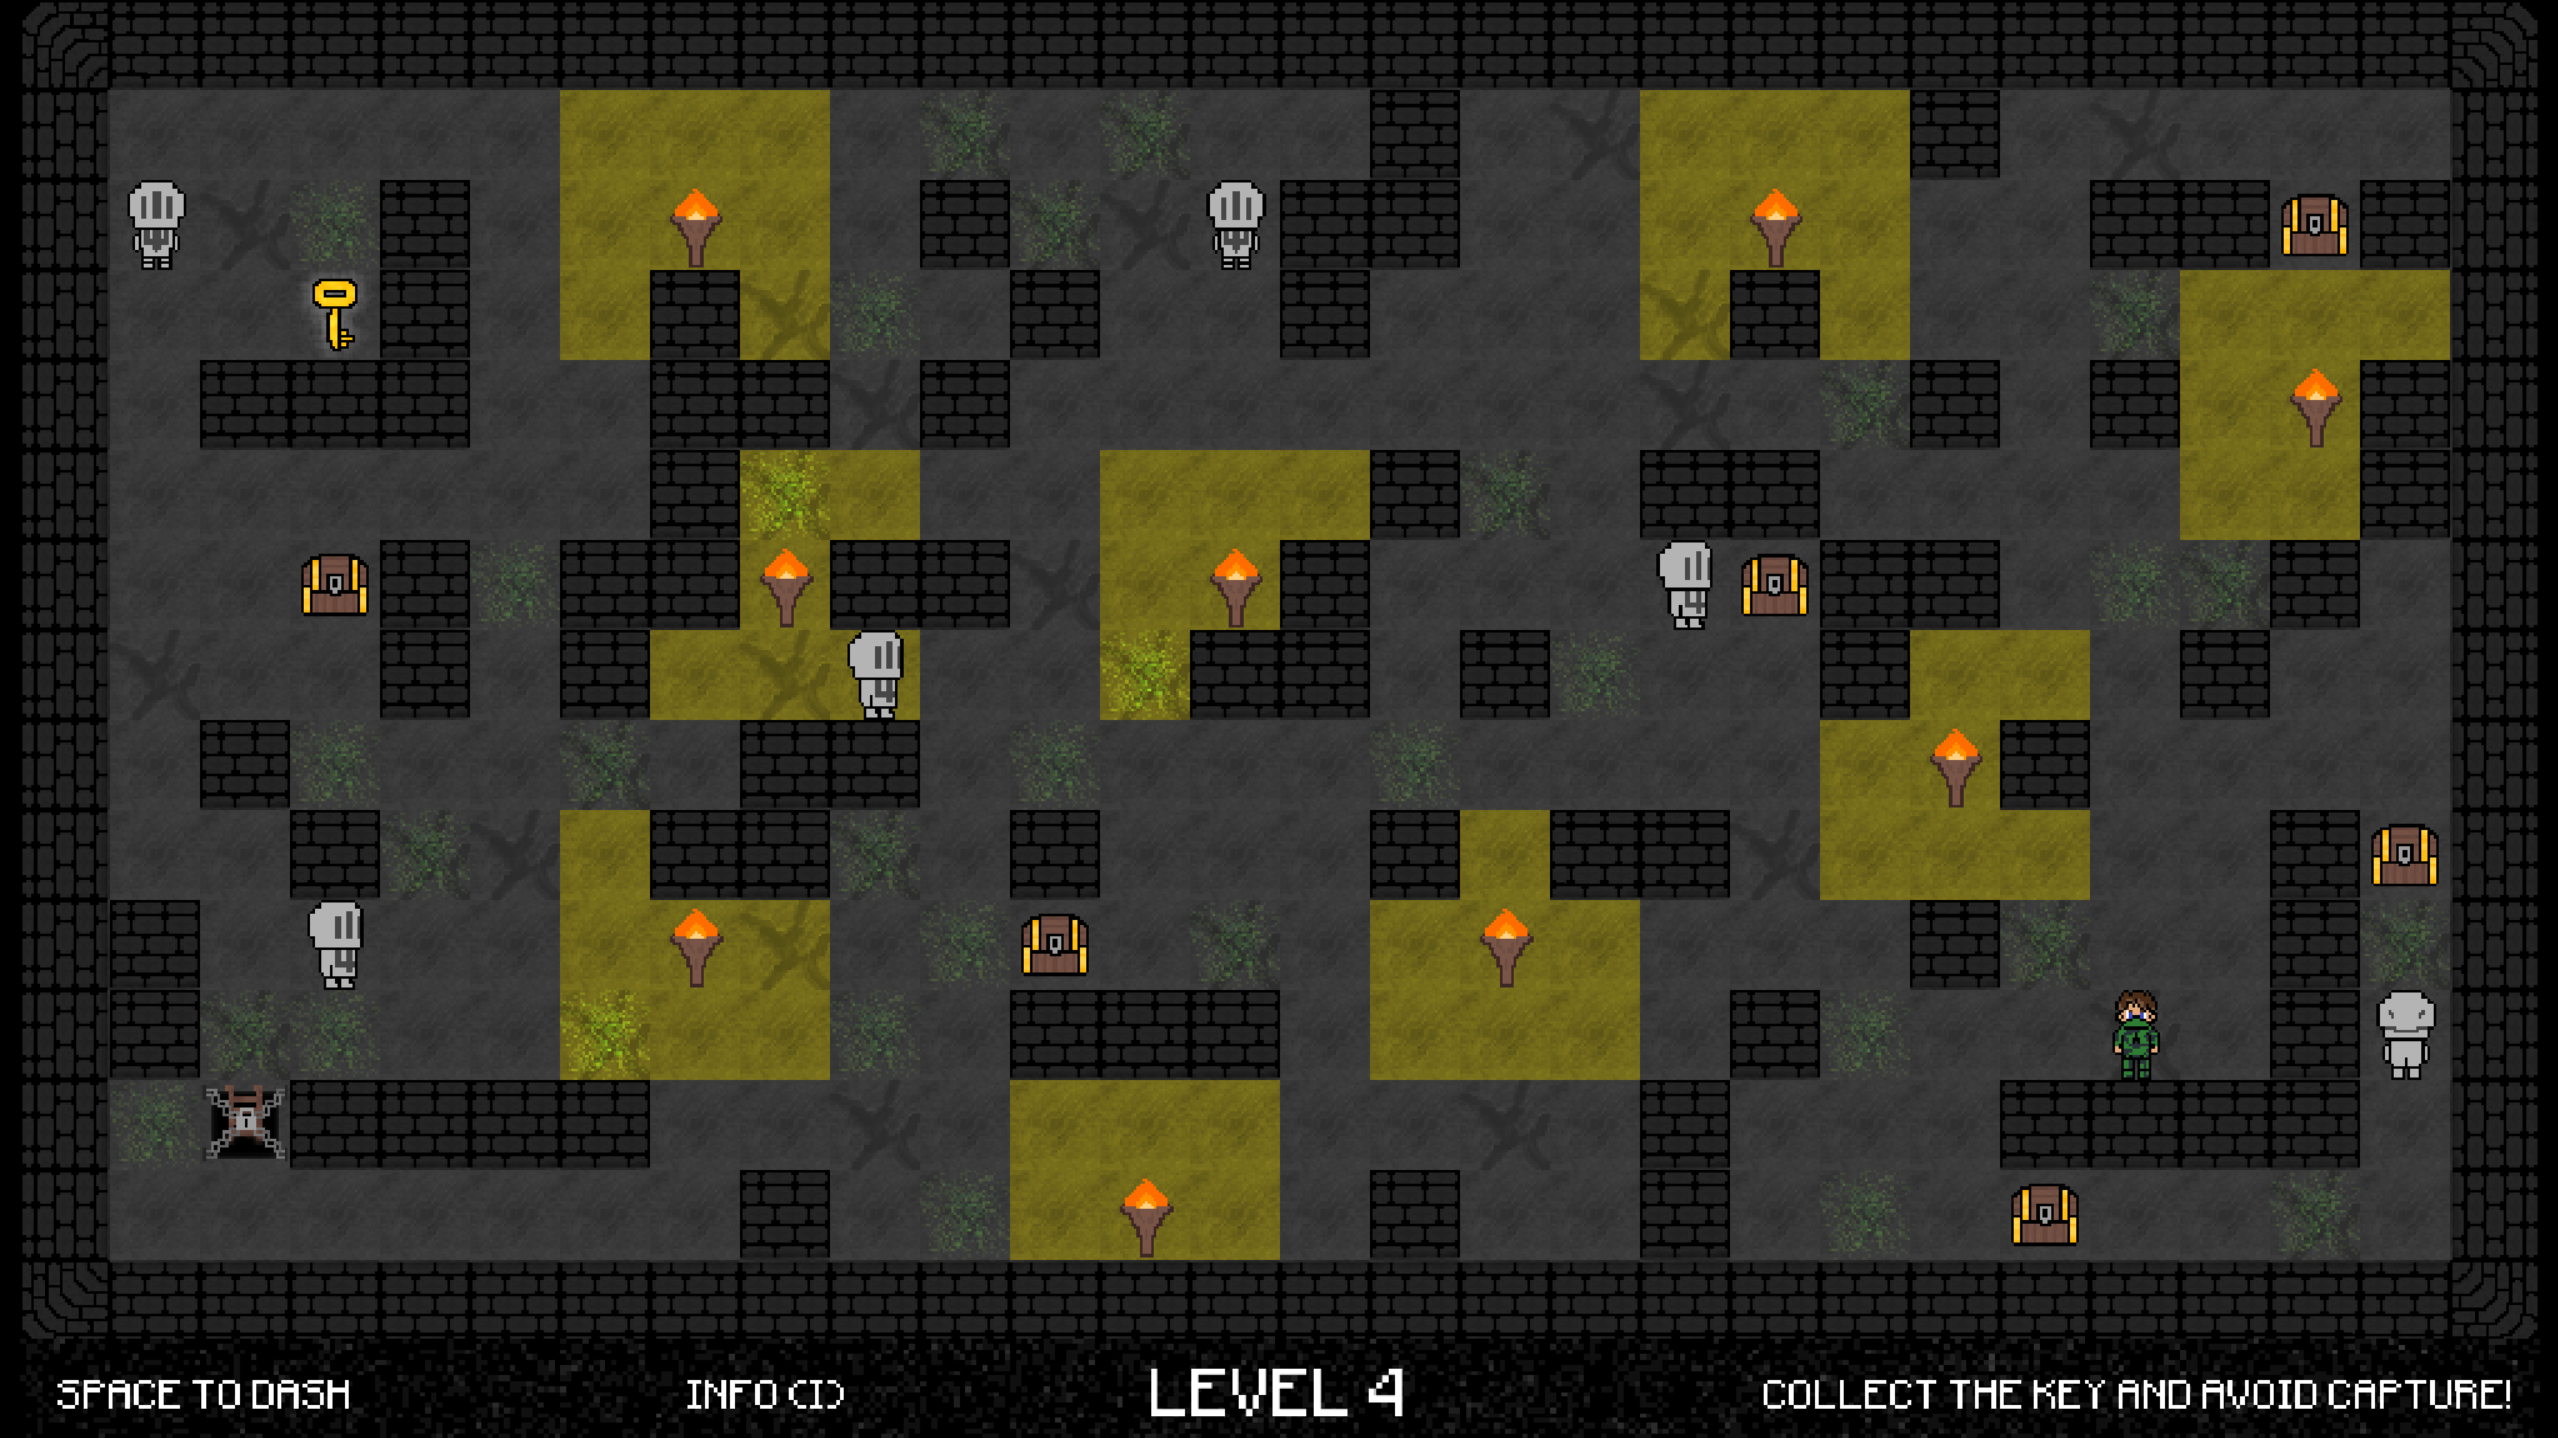 SPACE TO DASH
INFO (I)
LEVEL 4
COLLECT THE KEY AND AVOID CAPTURE!